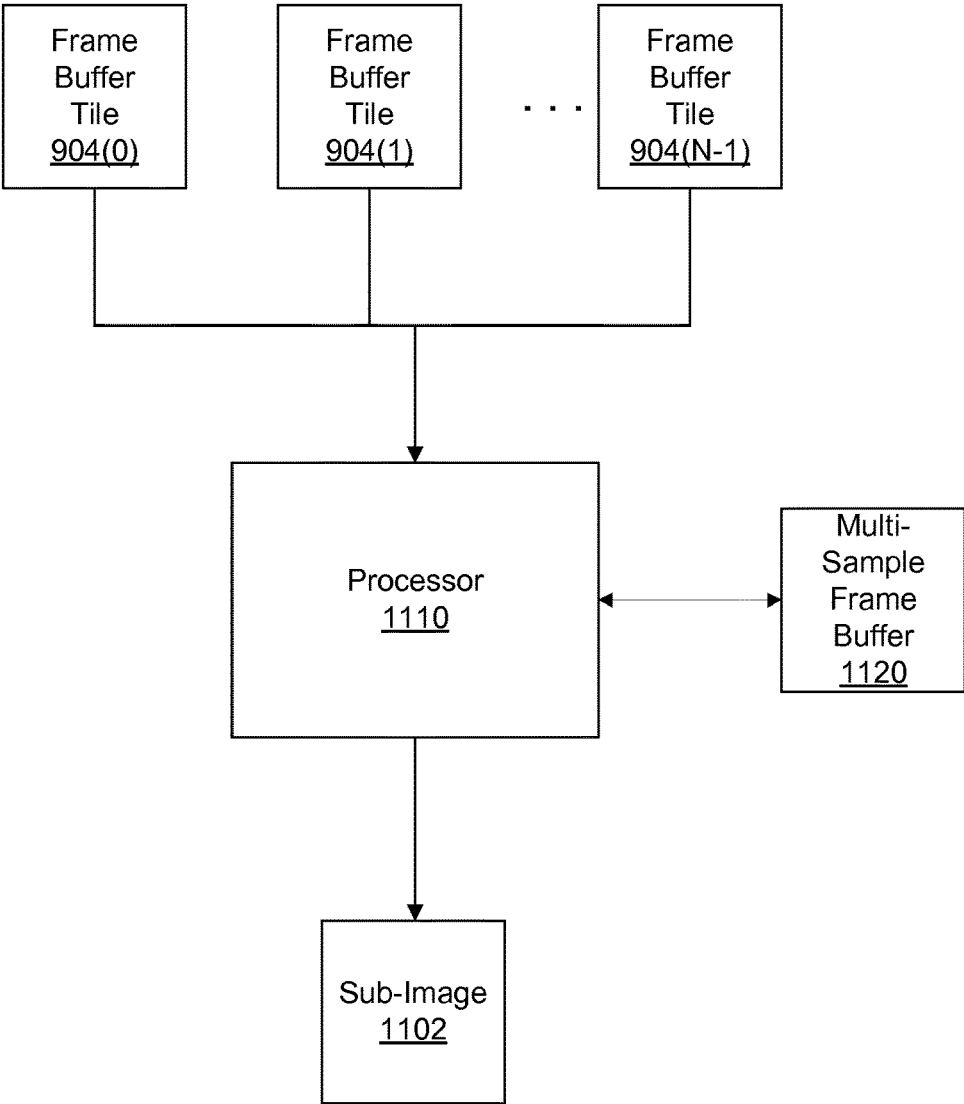 Frame
Buffer
Tile
904(0)
Frame
Buffer
Tile
904(1)
. . .
Frame
Buffer
Tile
904(N-1)
Processor
1110
Multi-
Sample
Frame
Buffer
1120
Sub-Image
1102